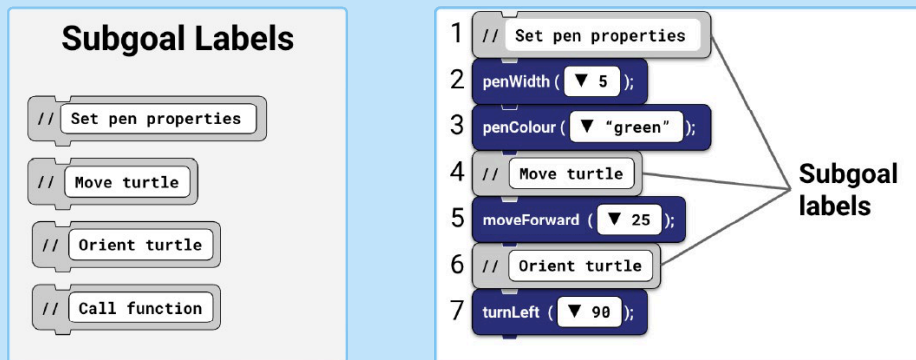 Subgoal Labels
// Set pen properties
// Move turtle
// Orient turtle
// Call function
1 // Set pen properties
2 penWidth ( ▼ 5 );
3 penColour ( ▼ “green” );
4 // Move turtle
5 moveForward ( ▼ 25 );
6 // Orient turtle
7 turnLeft ( ▼ 90 );
Subgoal
labels